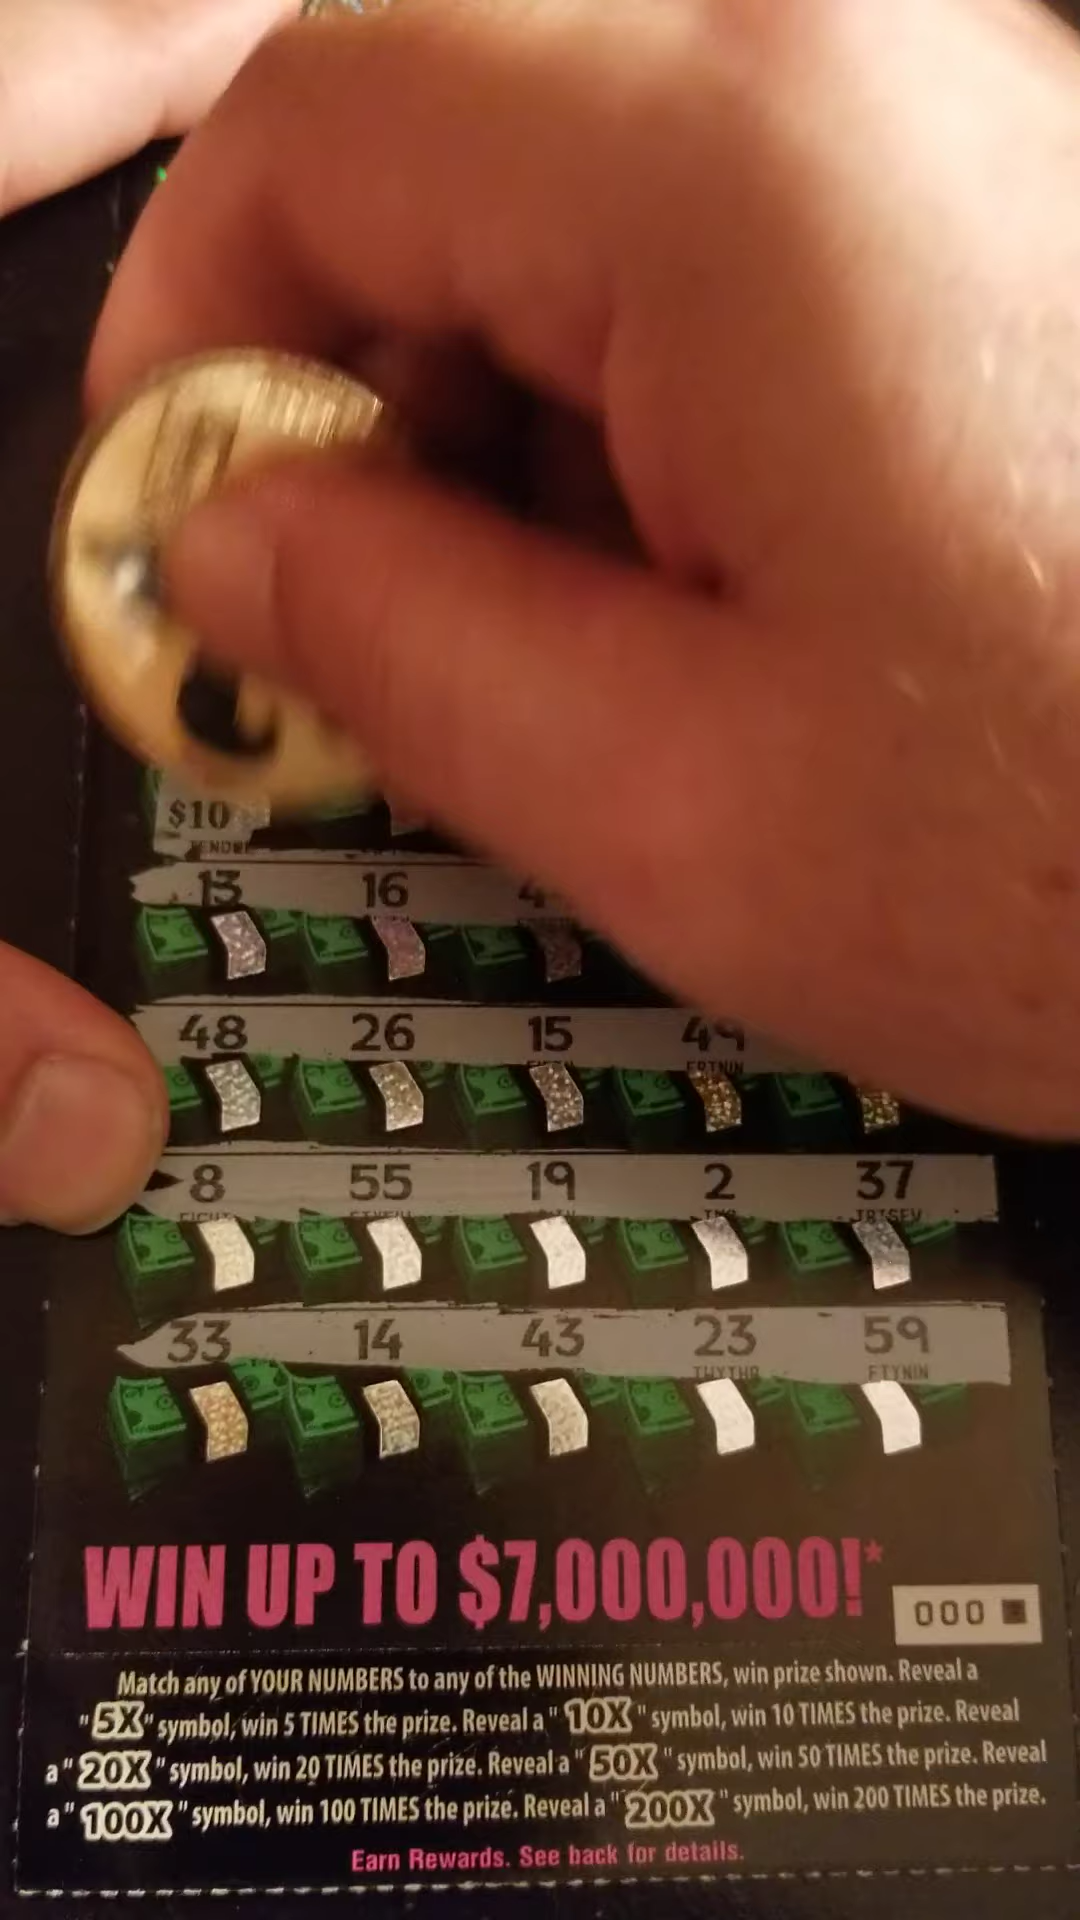 $10
13 16
48 26 15 49
FRTNIN
8 55 19 2 37
TRTSEV
33 14 43 23 59
FTYNIN
WIN UP TO $7,000,000!*
000
Match any of YOUR NUMBERS to any of the WINNING NUMBERS, win prize shown. Reveal a
"5X" symbol, win 5 TIMES the prize. Reveal a "10X" symbol, win 10 TIMES the prize. Reveal
a "20X" symbol, win 20 TIMES the prize. Reveal a "50X" symbol, win 50 TIMES the prize. Reveal
a "100X" symbol, win 100 TIMES the prize. Reveal a "200X" symbol, win 200 TIMES the prize.
Earn Rewards. See back for details.